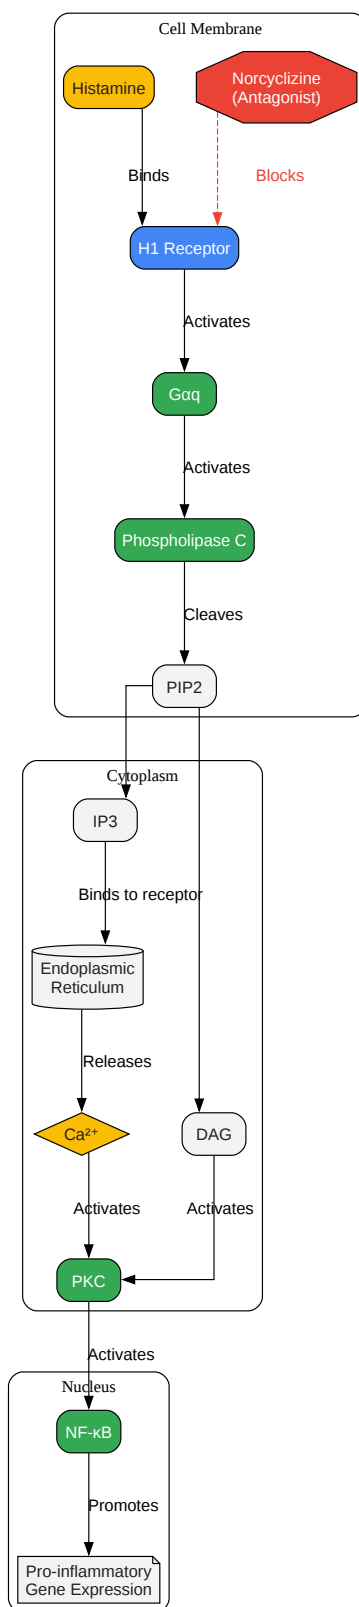 Cell Membrane
Histamine
Norcyclizine
(Antagonist)
Binds
Blocks
H1 Receptor
Activates
Gαq
Activates
Phospholipase C
Cleaves
PIP2
Cytoplasm
IP3
Binds to receptor
Endoplasmic
Reticulum
Releases
Ca²⁺
DAG
Activates
Activates
PKC
Activates
Nucleus
NF-κB
Promotes
Pro-inflammatory
Gene Expression